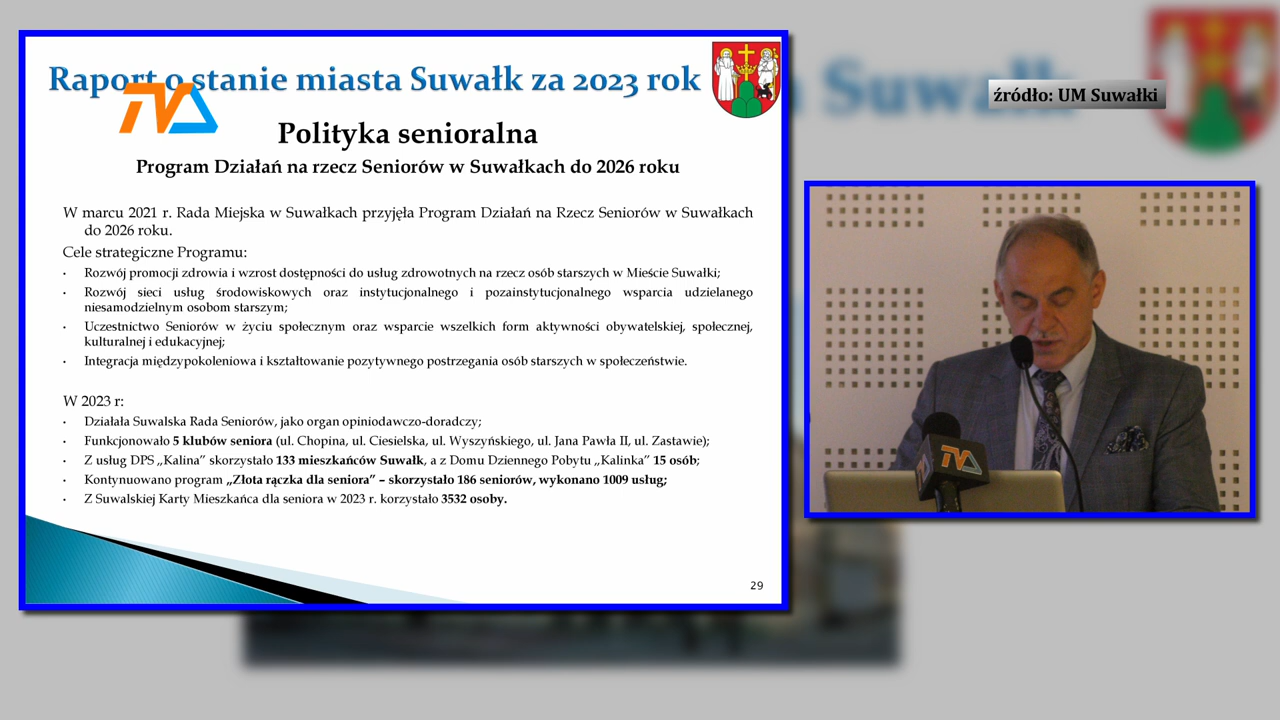 Raport o stanie miasta Suwałk za 2023 rok
TVA
Polityka senioralna
Program Działań na rzecz Seniorów w Suwałkach do 2026 roku
W marcu 2021 r. Rada Miejska w Suwałkach przyjęła Program Działań na Rzecz Seniorów w Suwałkach
do 2026 roku.
Cele strategiczne Programu:
• Rozwój promocji zdrowia i wzrost dostępności do usług zdrowotnych na rzecz osób starszych w Mieście Suwałki;
• Rozwój sieci usług środowiskowych oraz instytucjonalnego i pozainstytucjonalnego wsparcia udzielanego
niesamodzielnym osobom starszym;
• Uczestnictwo Seniorów w życiu społecznym oraz wsparcie wszelkich form aktywności obywatelskiej, społecznej,
kulturalnej i edukacyjnej;
• Integracja międzypokoleniowa i kształtowanie pozytywnego postrzegania osób starszych w społeczeństwie.
W 2023 r:
• Działała Suwalska Rada Seniorów, jako organ opiniodawczo-doradczy;
• Funkcjonowało 5 klubów seniora (ul. Chopina, ul. Ciesielska, ul. Wyszyńskiego, ul. Jana Pawła II, ul. Zastawie);
• Z usług DPS „Kalina” skorzystało 133 mieszkańców Suwałk, a z Domu Dziennego Pobytu „Kalinka” 15 osób;
• Kontynuowano program „Złota rączka dla seniora” – skorzystało 186 seniorów, wykonano 1009 usług;
• Z Suwalskiej Karty Mieszkańca dla seniora w 2023 r. korzystało 3532 osoby.
29
źródło: UM Suwałki
TVA